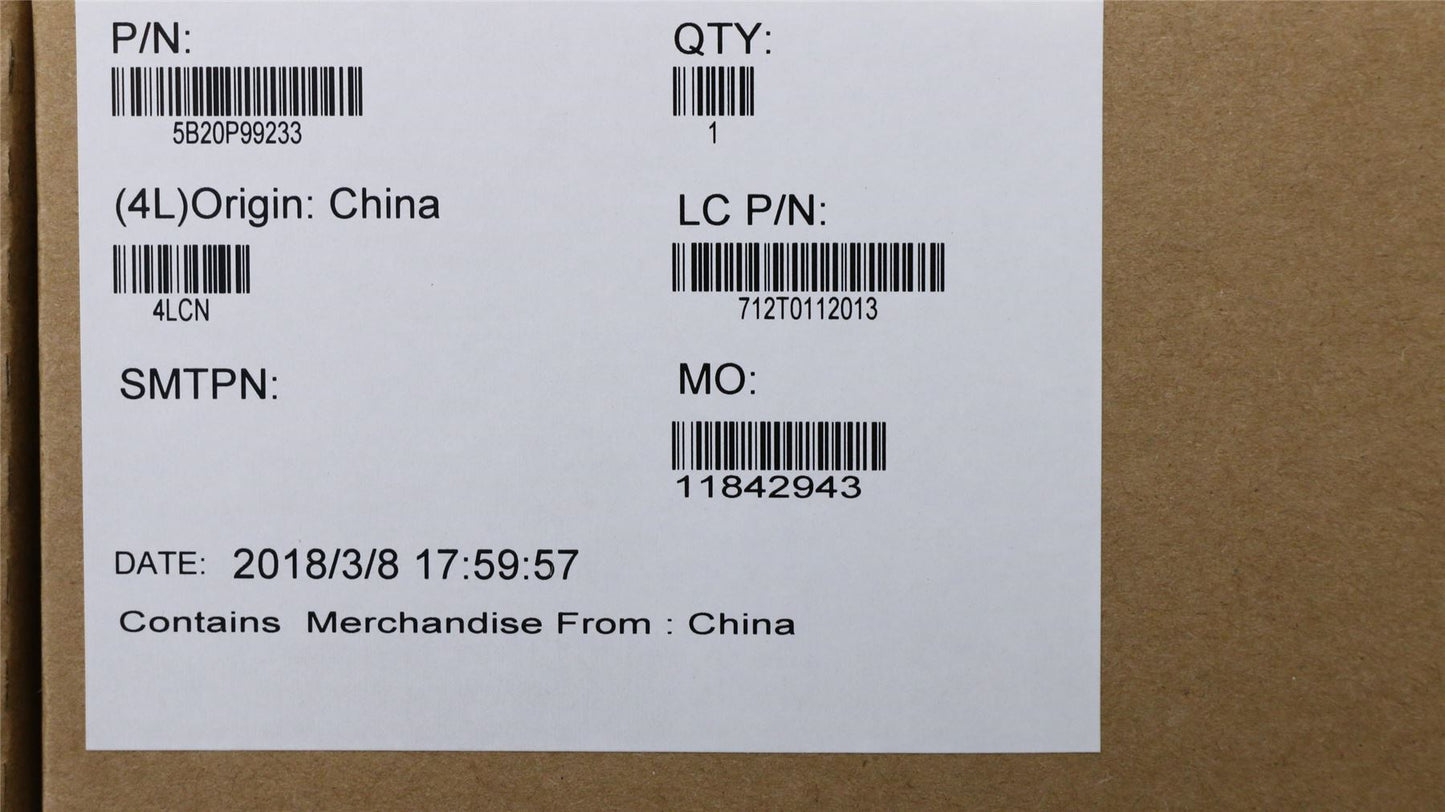 P/N:
QTY:
5B20P99233
1
(4L)Origin: China
LC P/N:
4LCN
712T0112013
SMTPN:
MO:
11842943
DATE: 2018/3/8 17:59:57
Contains Merchandise From : China